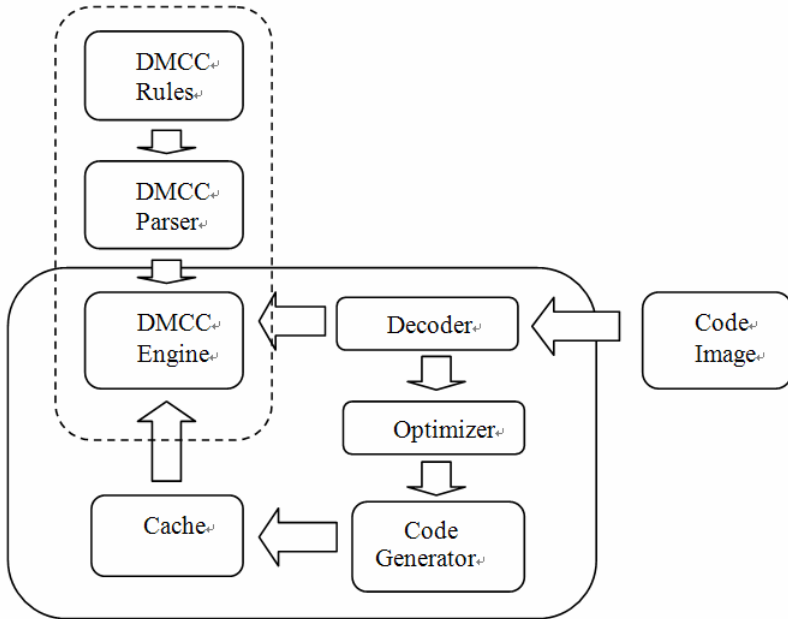 DMCC
Rules
DMCC
Parser
DMCC
Engine
Decoder
Code
Image
Optimizer
Cache
Code
Generator